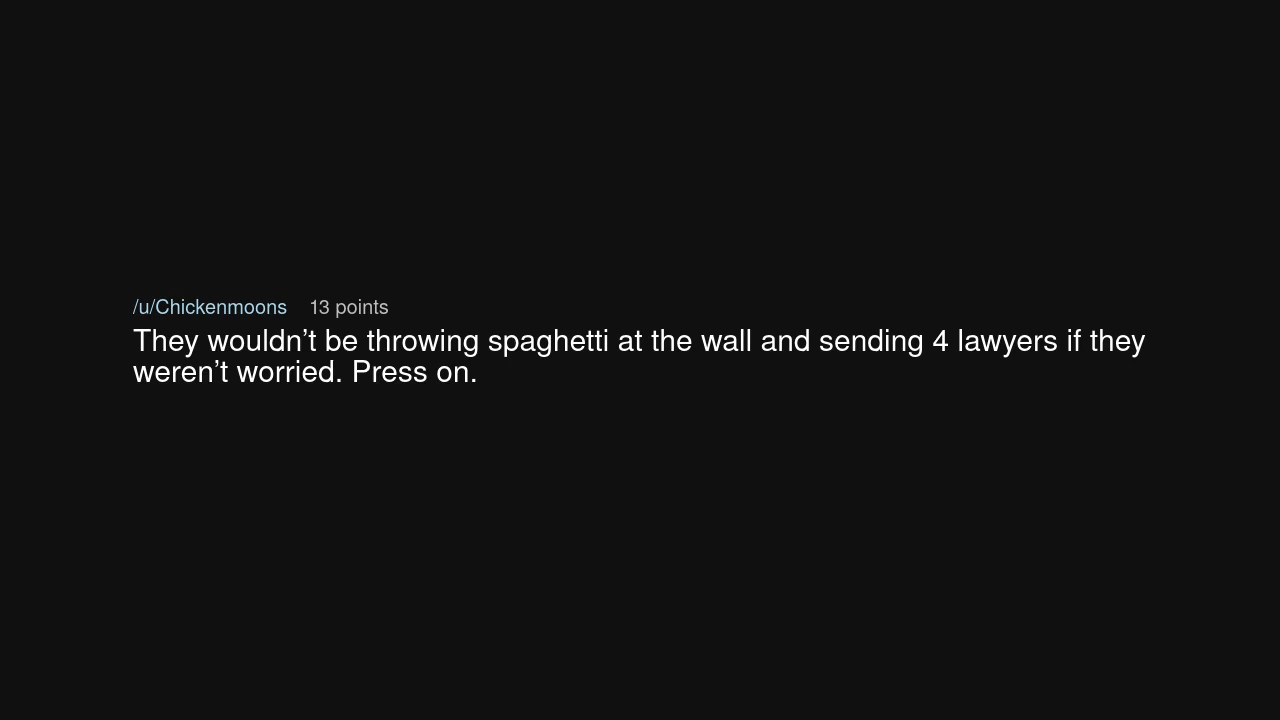 /u/Chickenmoons 13 points
They wouldn’t be throwing spaghetti at the wall and sending 4 lawyers if they
weren’t worried. Press on.